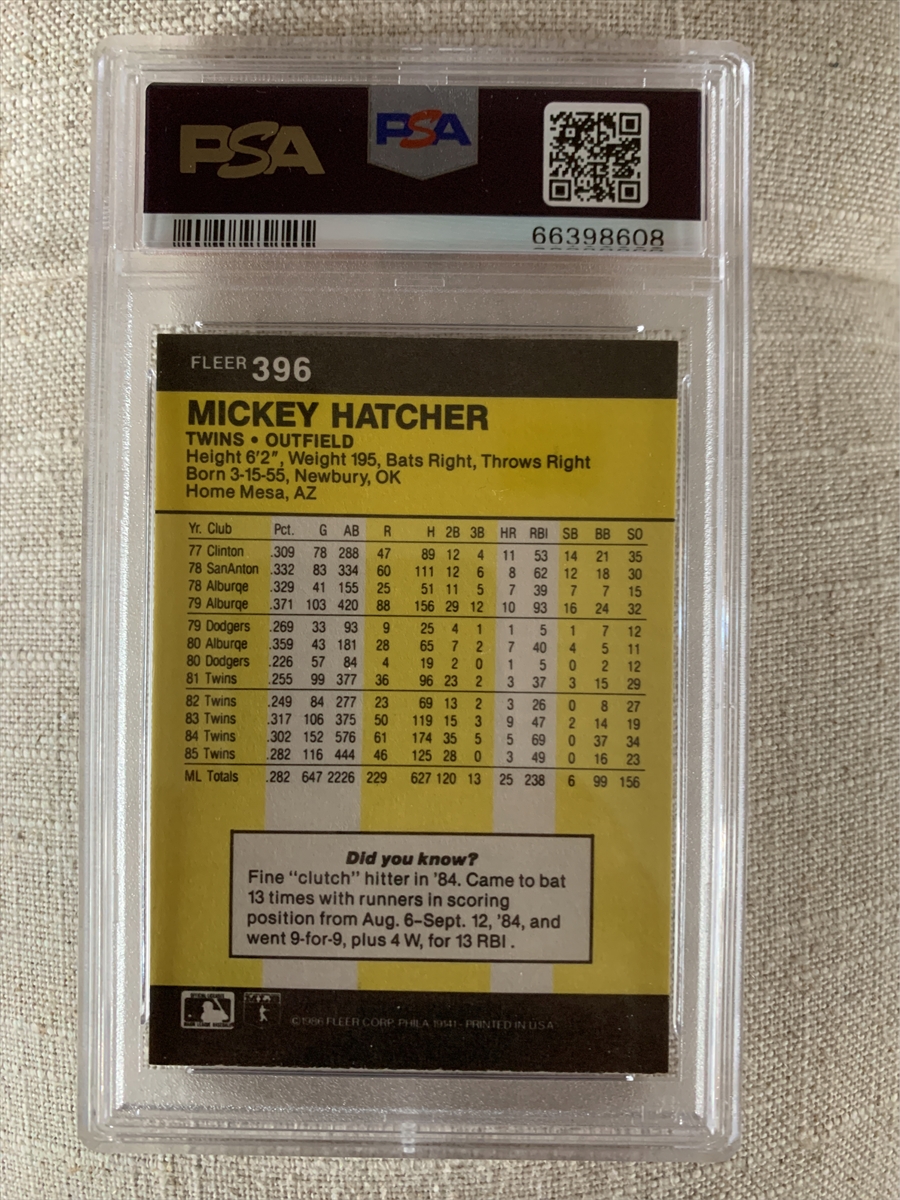 PSA PSA
66398608
FLEER 396
MICKEY HATCHER
TWINS • OUTFIELD
Height 6'2", Weight 195, Bats Right, Throws Right
Born 3-15-55, Newbury, OK
Home Mesa, AZ
Yr. Club Pct. G AB R H 2B 3B HR RBI SB BB SO
77 Clinton .309 78 288 47 89 12 4 11 53 14 21 35
78 SanAnton .332 83 334 60 111 12 6 8 62 12 18 30
78 Alburqe .329 41 155 25 51 11 5 7 39 7 7 15
79 Alburqe .371 103 420 88 156 29 12 10 93 16 24 32
79 Dodgers .269 33 93 9 25 4 1 1 5 1 7 12
80 Alburqe .359 43 181 28 65 7 2 7 40 4 5 11
80 Dodgers .226 57 84 4 19 2 0 1 5 0 2 12
81 Twins .255 99 377 36 96 23 2 3 37 3 15 29
82 Twins .249 84 277 23 69 13 2 3 26 0 8 27
83 Twins .317 106 375 50 119 15 3 9 47 2 14 19
84 Twins .302 152 576 61 174 35 5 5 69 0 37 34
85 Twins .282 116 444 46 125 28 0 3 49 0 16 23
ML Totals .282 647 2226 229 627 120 13 25 238 6 99 156
Did you know?
Fine "clutch" hitter in '84. Came to bat
13 times with runners in scoring
position from Aug. 6-Sept. 12, '84, and
went 9-for-9, plus 4 W, for 13 RBI.
©1986 FLEER CORP. PHILA. 19141 - PRINTED IN U.S.A.